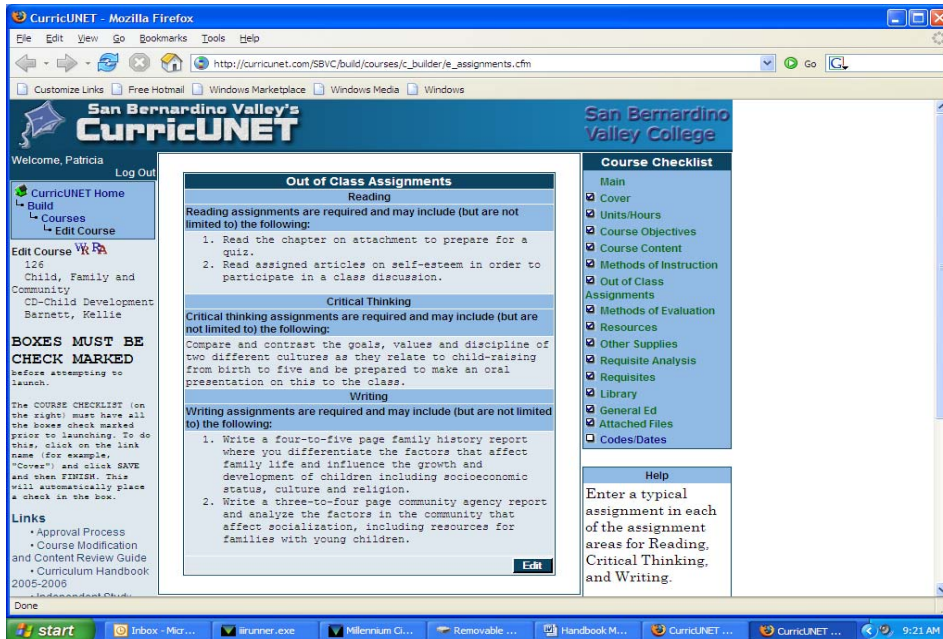 CurricUNET - Mozilla Firefox
File Edit View Go Bookmarks Tools Help
http://curricunet.com/SBVC/build/courses/c_builder/e_assignments.cfm
Go
Customize Links Free Hotmail Windows Marketplace Windows Media Windows
San Bernardino Valley's
CurricUNET
San Bernardino
Valley College
Welcome, Patricia
Log Out
CurricUNET Home
Build
Courses
Edit Course
Edit Course WR RA
126
Child, Family and
Community
CD-Child Development
Barnett, Kellie
BOXES MUST BE
CHECK MARKED
before attempting to
launch.
The COURSE CHECKLIST (on
the right) must have all
the boxes check marked
prior to launching. To do
this, click on the link
name (for example,
"Cover") and click SAVE
and then FINISH. This
will automatically place
a check in the box.
Links
• Approval Process
• Course Modification
and Content Review Guide
• Curriculum Handbook
2005-2006
• Independent Study
Out of Class Assignments
Reading
Reading assignments are required and may include (but are not
limited to) the following:
1. Read the chapter on attachment to prepare for a
quiz.
2. Read assigned articles on self-esteem in order to
participate in a class discussion.
Critical Thinking
Critical thinking assignments are required and may include (but are
not limited to) the following:
Compare and contrast the goals, values and discipline of
two different cultures as they relate to child-raising
from birth to five and be prepared to make an oral
presentation on this to the class.
Writing
Writing assignments are required and may include (but are not limited
to) the following:
1. Write a four-to-five page family history report
where you differentiate the factors that affect
family life and influence the growth and
development of children including socioeconomic
status, culture and religion.
2. Write a three-to-four page community agency report
and analyze the factors in the community that
affect socialization, including resources for
families with young children.
Edit
Course Checklist
Main
Cover
Units/Hours
Course Objectives
Course Content
Methods of Instruction
Out of Class
Assignments
Methods of Evaluation
Resources
Other Supplies
Requisite Analysis
Requisites
Library
General Ed
Attached Files
Codes/Dates
Help
Enter a typical
assignment in each
of the assignment
areas for Reading,
Critical Thinking,
and Writing.
Done
start Inbox - Micr... iirunner.exe Millennium Ci... Removable ... Handbook M... CurricUNET ... CurricUNET ... 9:21 AM